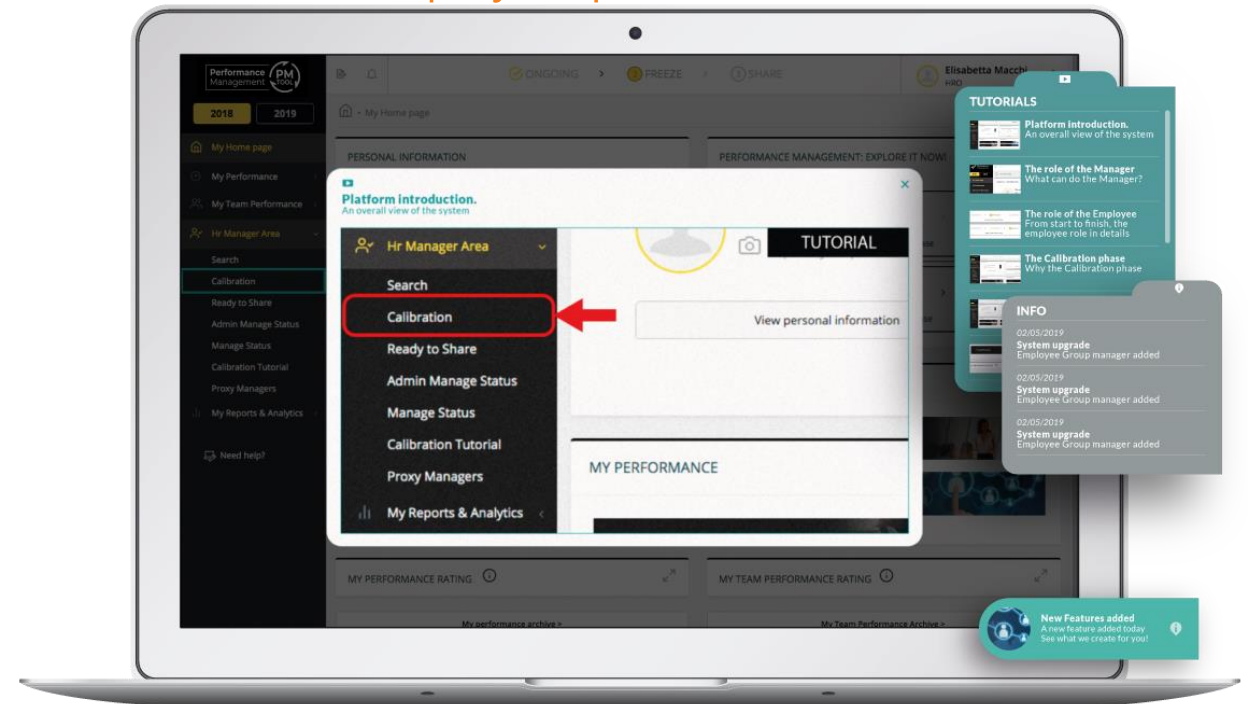 Performance
Management
PM
TOOL
ONGOING > 2 FREEZE > 3 SHARE
Elisabetta Macchi
HRO
2018 2019
- My Home page
My Home page
My Performance
My Team Performance
Hr Manager Area
Search
Calibration
Ready to Share
Admin Manage Status
Manage Status
Calibration Tutorial
Proxy Managers
My Reports & Analytics
Need help?
PERSONAL INFORMATION
PERFORMANCE MANAGEMENT: EXPLORE IT NOW!
Platform introduction.
An overall view of the system
Hr Manager Area
Search
Calibration
Ready to Share
Admin Manage Status
Manage Status
Calibration Tutorial
Proxy Managers
My Reports & Analytics
TUTORIAL
View personal information
MY PERFORMANCE
MY PERFORMANCE RATING
My performance archive >
MY TEAM PERFORMANCE RATING
My Team Performance Archive >
TUTORIALS
Platform Introduction.
An overall view of the system
The role of the Manager
What can do the Manager?
The role of the Employee
From start to finish, the
employee role in details
The Calibration phase
Why the Calibration phase
INFO
02/05/2019
System upgrade
Employee Group manager added
02/05/2019
System upgrade
Employee Group manager added
02/05/2019
System upgrade
Employee Group manager added
New Features added
A new feature added today
See what we create for you!